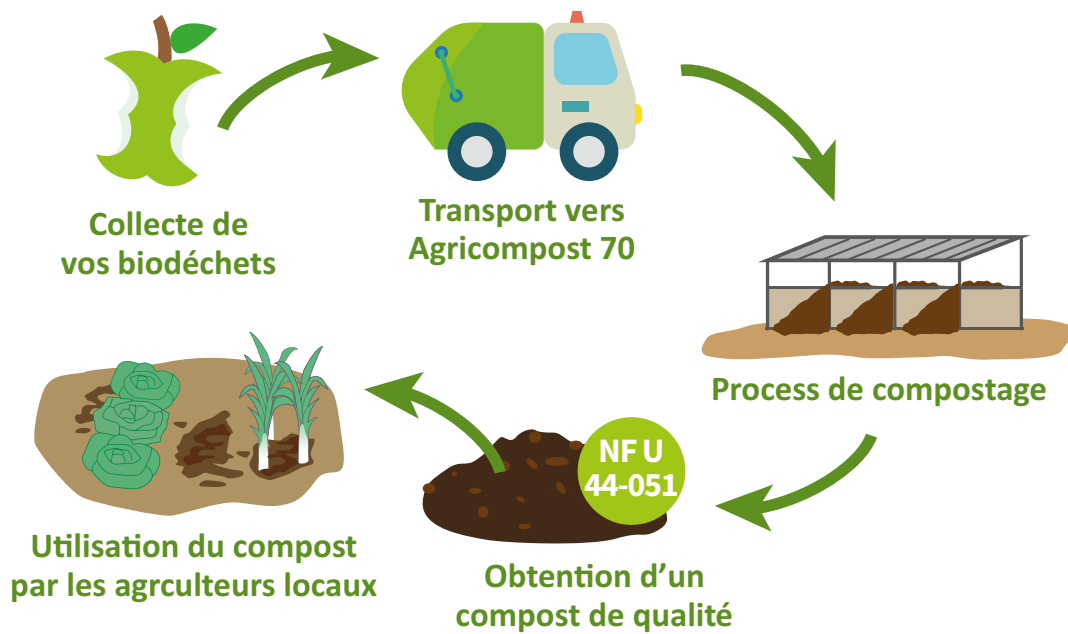 Collecte de
vos biodéchets
Transport vers
Agricompost 70
Process de compostage
NF U
44-051
Obtention d’un
compost de qualité
Utilisation du compost
par les agrculteurs locaux